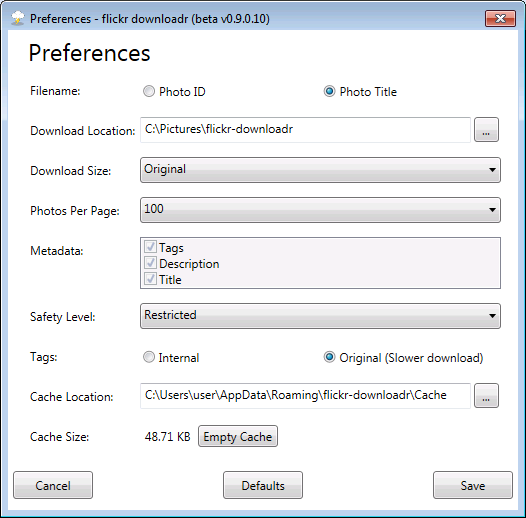 Preferences - flickr downloadr (beta v0.9.0.10)
Preferences
Filename: Photo ID Photo Title
Download Location: C:\Pictures\flickr-downloadr ...
Download Size: Original
Photos Per Page: 100
Metadata: Tags
Description
Title
Safety Level: Restricted
Tags: Internal Original (Slower download)
Cache Location: C:\Users\user\AppData\Roaming\flickr-downloadr\Cache ...
Cache Size: 48.71 KB Empty Cache
Cancel Defaults Save